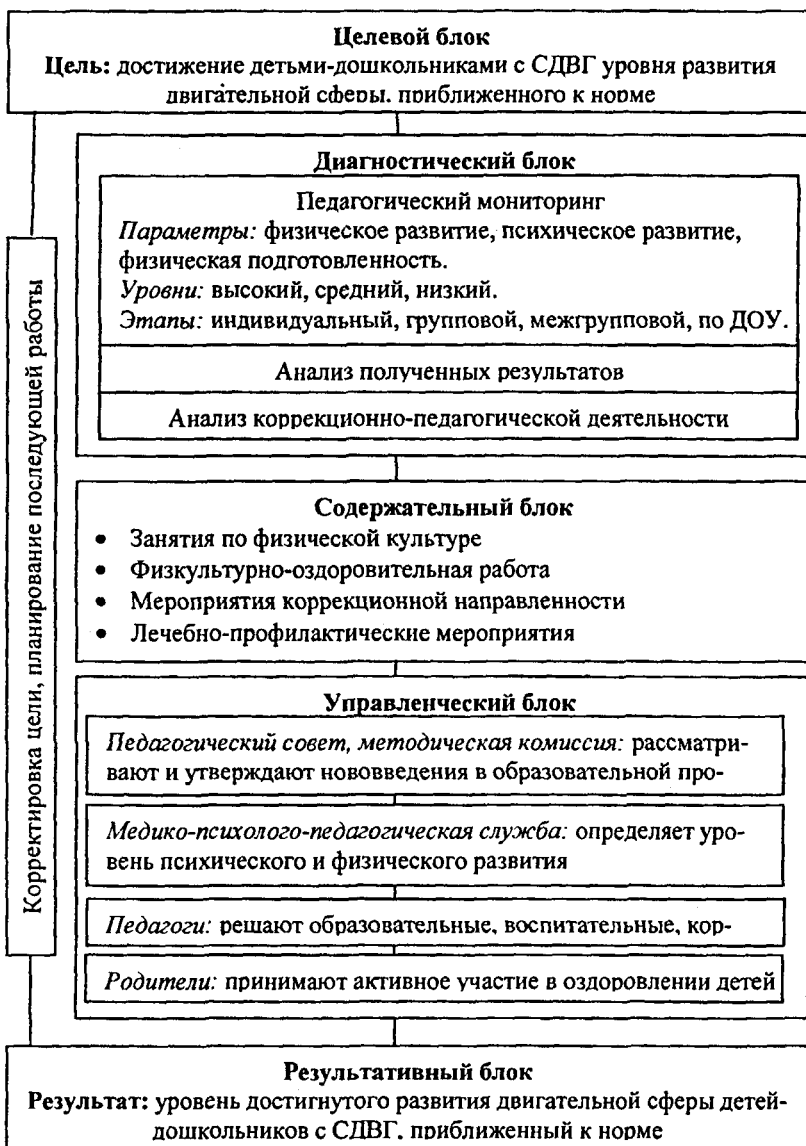 Целевой блок
Цель: достижение детьми-дошкольниками с СДВГ уровня развития
двигательной сферы, приближенного к норме
Диагностический блок
Педагогический мониторинг
Параметры: физическое развитие, психическое развитие,
физическая подготовленность.
Уровни: высокий, средний, низкий.
Этапы: индивидуальный, групповой, межгрупповой, по ДОУ.
Анализ полученных результатов
Анализ коррекционно-педагогической деятельности
Корректировка цели, планирование последующей работы
Содержательный блок
• Занятия по физической культуре
• Физкультурно-оздоровительная работа
• Мероприятия коррекционной направленности
• Лечебно-профилактические мероприятия
Управленческий блок
Педагогический совет, методическая комиссия: рассматри-
вают и утверждают нововведения в образовательной про-
Медико-психолого-педагогическая служба: определяет уро-
вень психического и физического развития
Педагоги: решают образовательные, воспитательные, кор-
Родители: принимают активное участие в оздоровлении детей
Результативный блок
Результат: уровень достигнутого развития двигательной сферы детей-
дошкольников с СДВГ, приближенный к норме